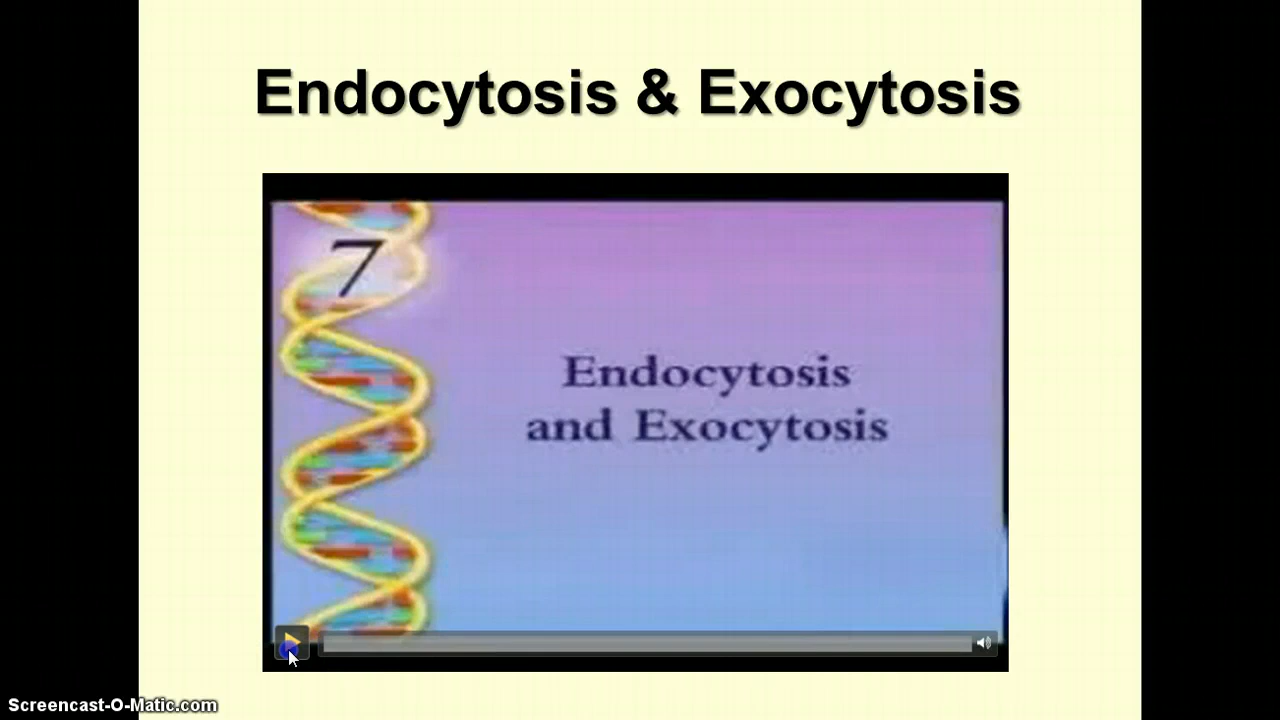 Endocytosis & Exocytosis
7
Endocytosis
and Exocytosis
Screencast-O-Matic.com